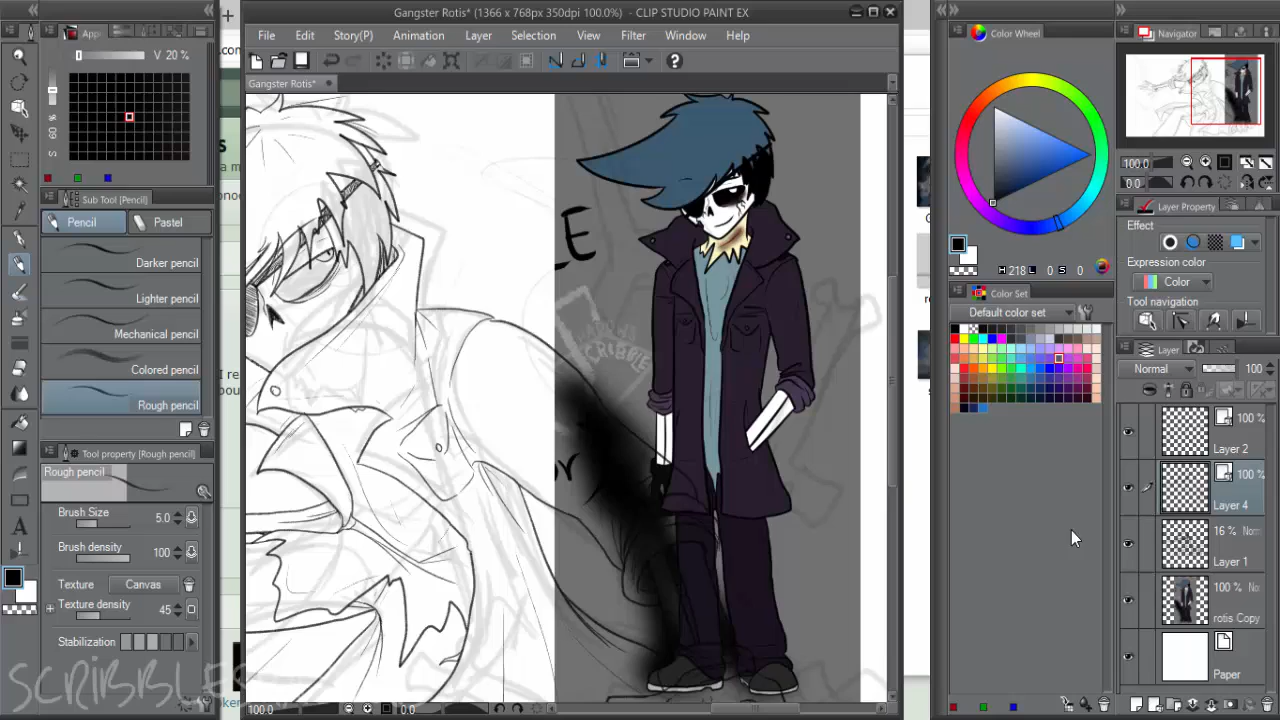 Gangster Rotis* (1366 x 768px 350dpi 100.0%) - CLIP STUDIO PAINT EX
File Edit Story(P) Animation Layer Selection View Filter Window Help
Gangster Rotis*
V 20 %
S 60 %
Sub Tool [Pencil]
Pencil Pastel
Darker pencil
Lighter pencil
Mechanical pencil
Colored pencil
Rough pencil
Tool property [Rough pencil]
Rough pencil
Brush Size 5.0
Brush density 100
Texture Canvas
Texture density 45
Stabilization
100.0 0.0
SCRIBBLE
Color Wheel
H 218 L 0 S 0
Color Set
Default color set
Navigator
100.0
0.0
Layer Property
Effect
Expression color
Color
Tool navigation
Layer
Normal 100
100 %
Layer 2
100 %
Layer 4
16 %
Layer 1
100 %
rotis Copy
Paper